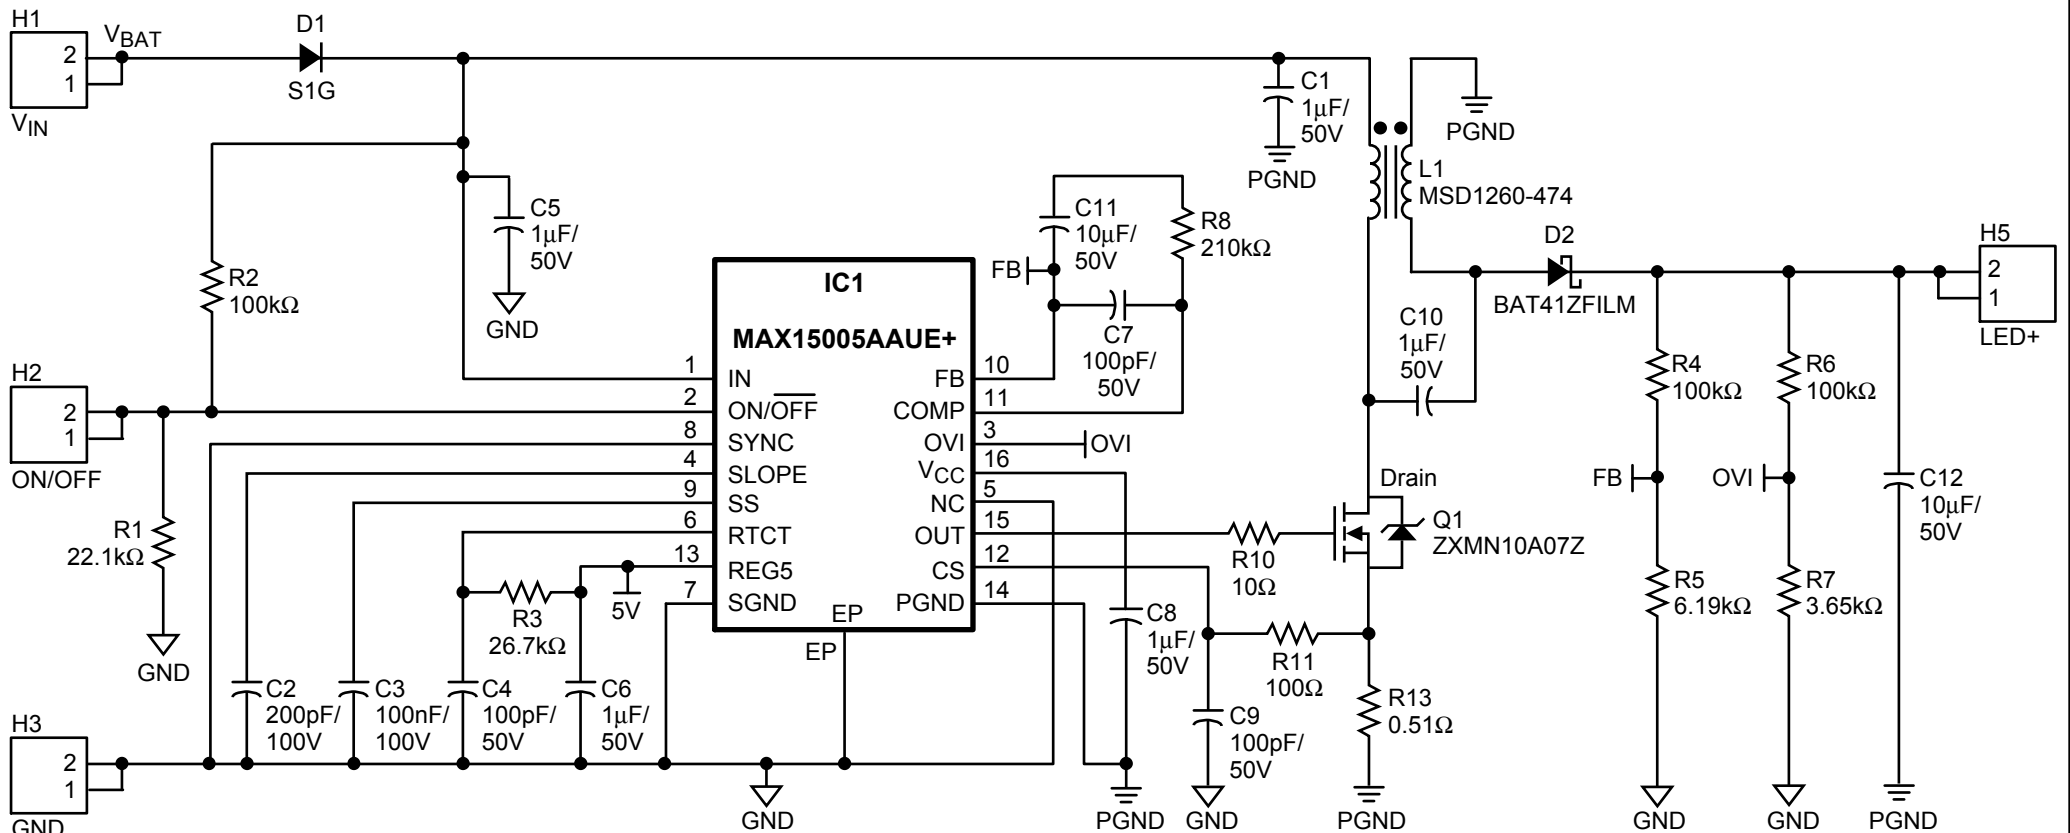 H1
2
1
VIN
VBAT
D1
S1G
C1
1μF/
50V
PGND
PGND
L1
MSD1260-474
C5
1μF/
50V
GND
R2
100kΩ
C11
10μF/
50V
R8
210kΩ
FB
C7
100pF/
50V
D2
BAT41ZFILM
C10
1μF/
50V
H5
2
1
LED+
IC1
MAX15005AAUE+
1
IN
2
ON/OFF
8
SYNC
4
SLOPE
9
SS
6
RTCT
13
REG5
7
SGND
FB
10
COMP
11
OVI
3
OVI
VCC
16
NC
5
OUT
15
CS
12
PGND
14
EP
EP
H2
2
1
ON/OFF
R1
22.1kΩ
GND
R3
26.7kΩ
5V
C2
200pF/
100V
C3
100nF/
100V
C4
100pF/
50V
C6
1μF/
50V
H3
2
1
GND
GND
C8
1μF/
50V
PGND
R10
10Ω
R11
100Ω
C9
100pF/
50V
GND
Drain
Q1
ZXMN10A07Z
R13
0.51Ω
PGND
R4
100kΩ
FB
R5
6.19kΩ
GND
R6
100kΩ
OVI
R7
3.65kΩ
GND
C12
10μF/
50V
PGND